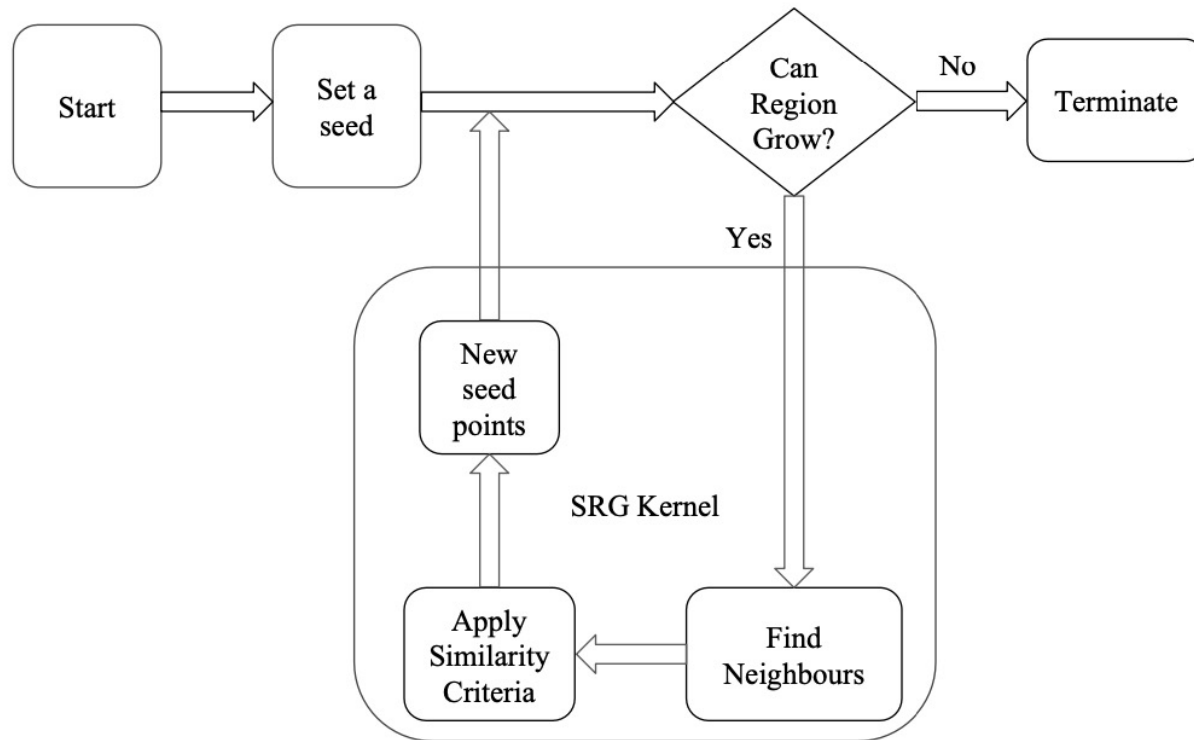 Start
Set a
seed
Can
Region
Grow?
No
Terminate
Yes
New
seed
points
SRG Kernel
Apply
Similarity
Criteria
Find
Neighbours